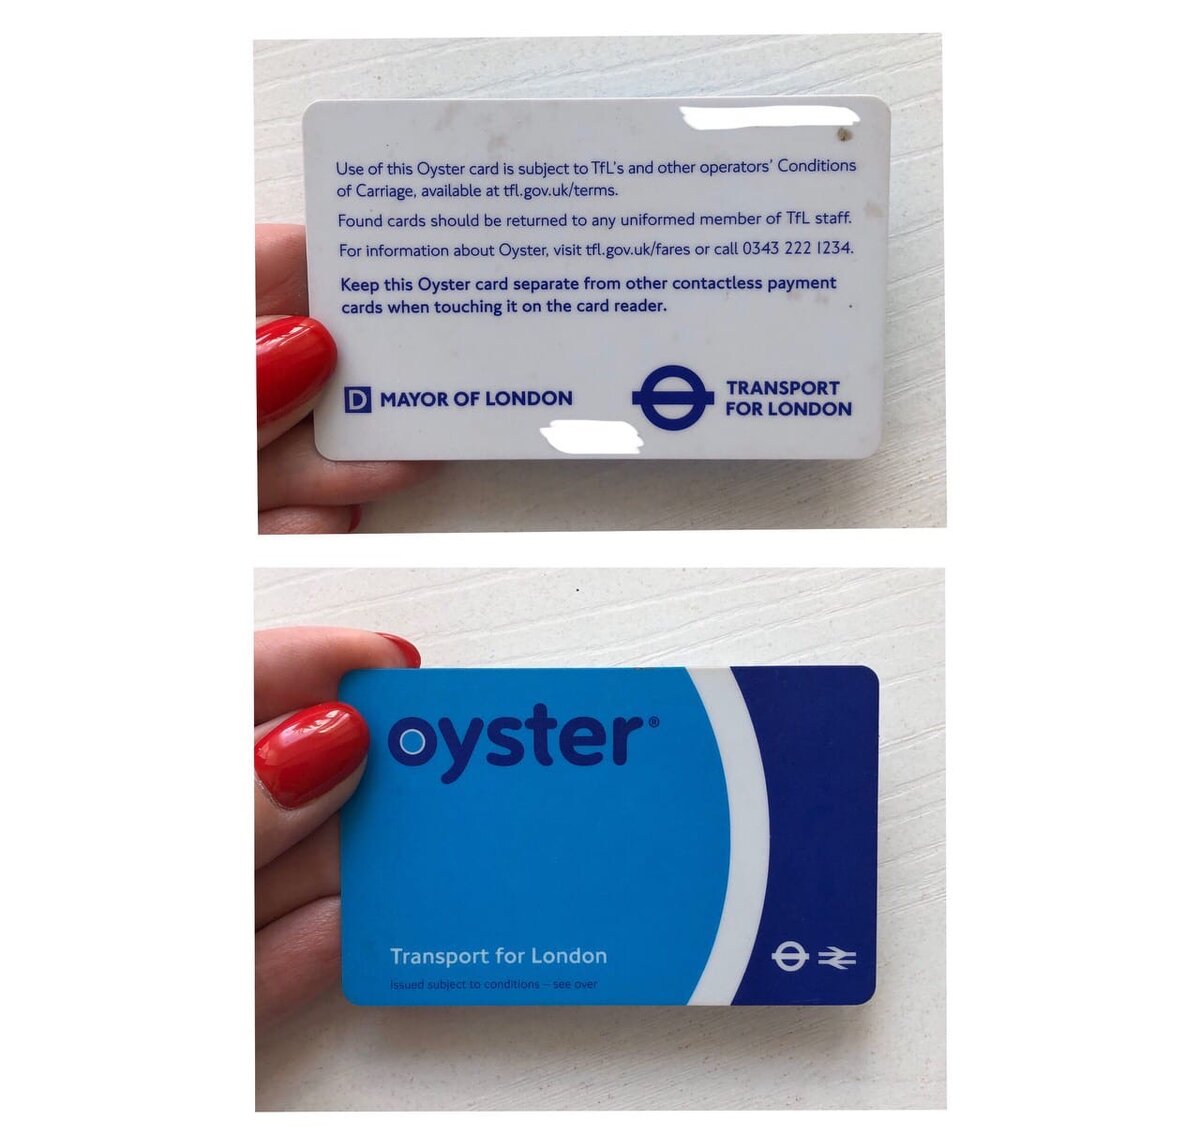 Use of this Oyster card is subject to TfL's and other operators' Conditions
of Carriage, available at tfl.gov.uk/terms.
Found cards should be returned to any uniformed member of TfL staff.
For information about Oyster, visit tfl.gov.uk/fares or call 0343 222 1234.
Keep this Oyster card separate from other contactless payment
cards when touching it on the card reader.
D MAYOR OF LONDON
TRANSPORT
FOR LONDON
oyster®
Transport for London
issued subject to conditions – see over